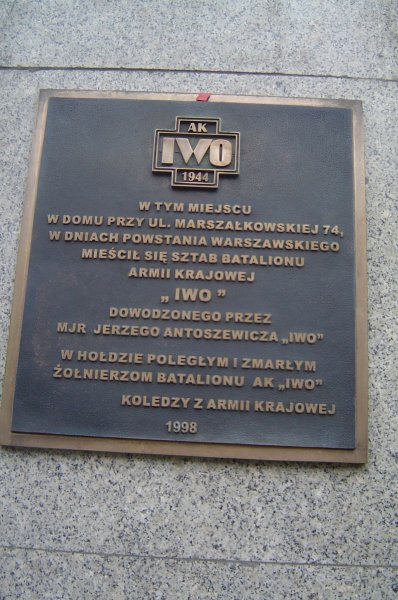 AK
IWO
1944
W TYM MIEJSCU
W DOMU PRZY UL. MARSZAŁKOWSKIEJ 74,
W DNIACH POWSTANIA WARSZAWSKIEGO
MIEŚCIŁ SIĘ SZTAB BATALIONU
ARMII KRAJOWEJ
„ IWO ”
DOWODZONEGO PRZEZ
MJR JERZEGO ANTOSZEWICZA „IWO”
W HOŁDZIE POLEGŁYM I ZMARŁYM
ŻOŁNIERZOM BATALIONU AK „IWO”
KOLEDZY Z ARMII KRAJOWEJ
1998